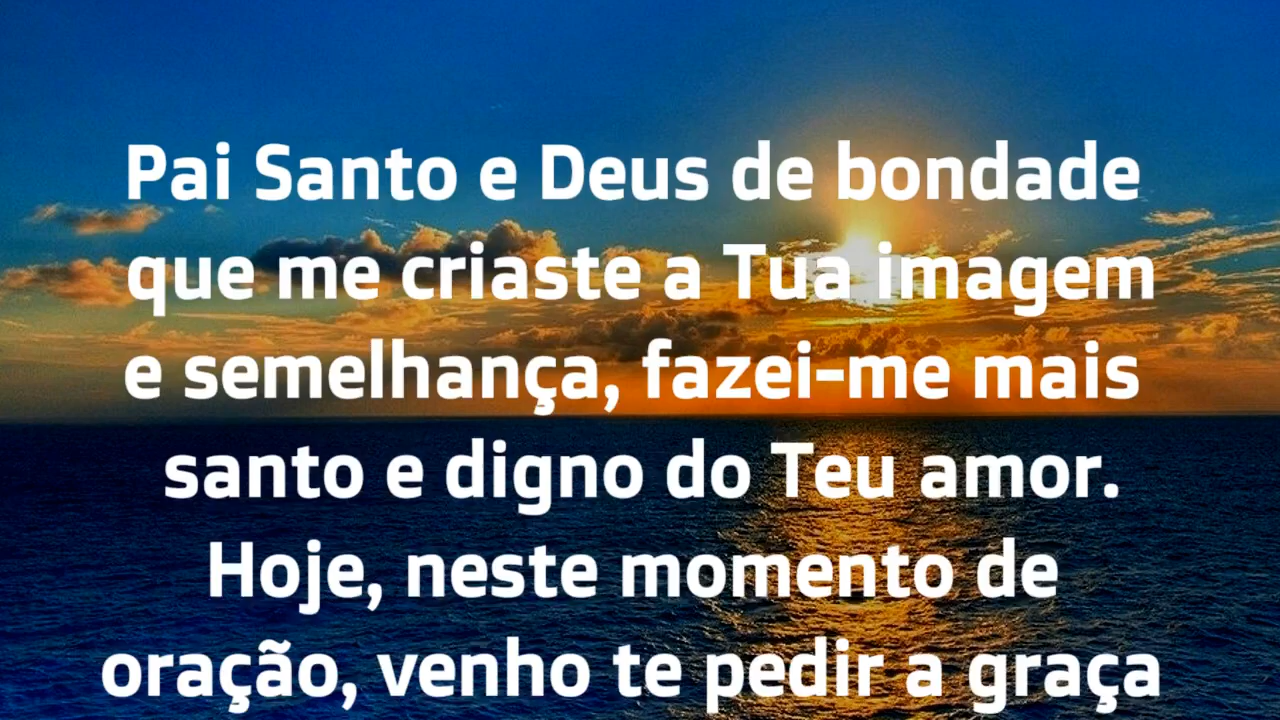 Pai Santo e Deus de bondade
que me criaste a Tua imagem
e semelhança, fazei-me mais
santo e digno do Teu amor.
Hoje, neste momento de
oração, venho te pedir a graça